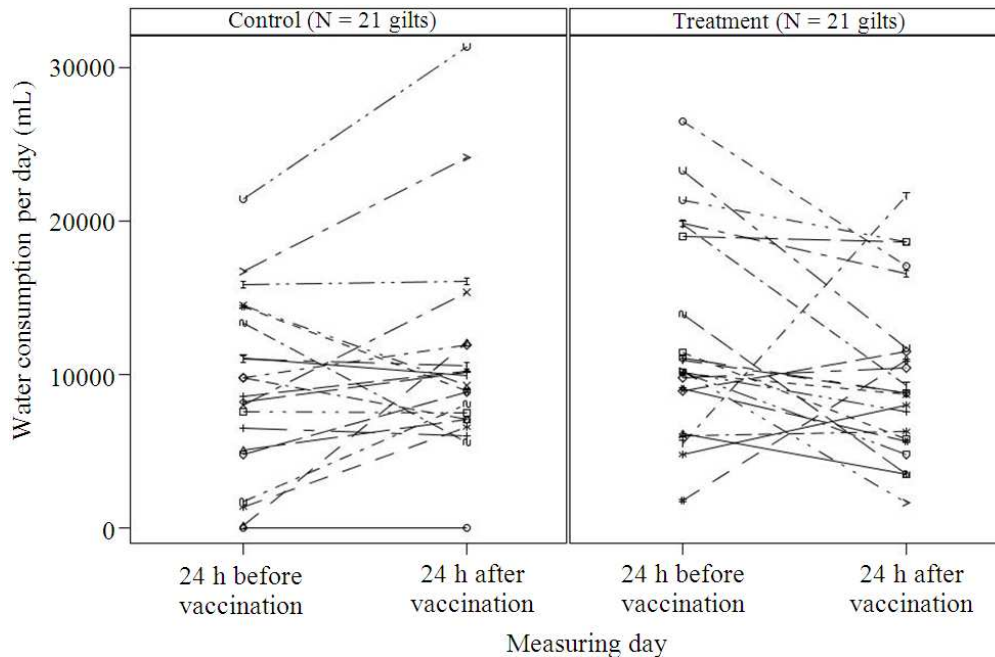 Control (N = 21 gilts)
Treatment (N = 21 gilts)
Water consumption per day (mL)
30000
20000
10000
0
24 h before
vaccination
24 h after
vaccination
24 h before
vaccination
24 h after
vaccination
Measuring day